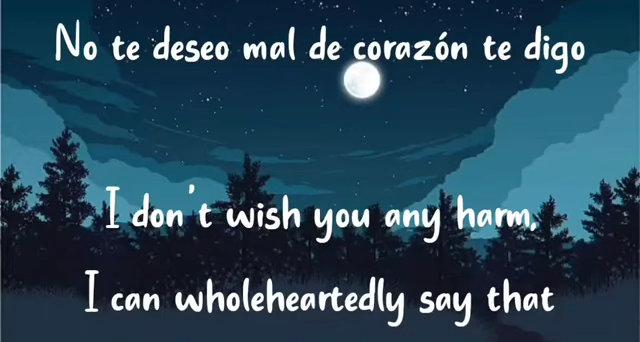 No te deseo mal de corazón te digo
I don't wish you any harm,
I can wholeheartedly say that